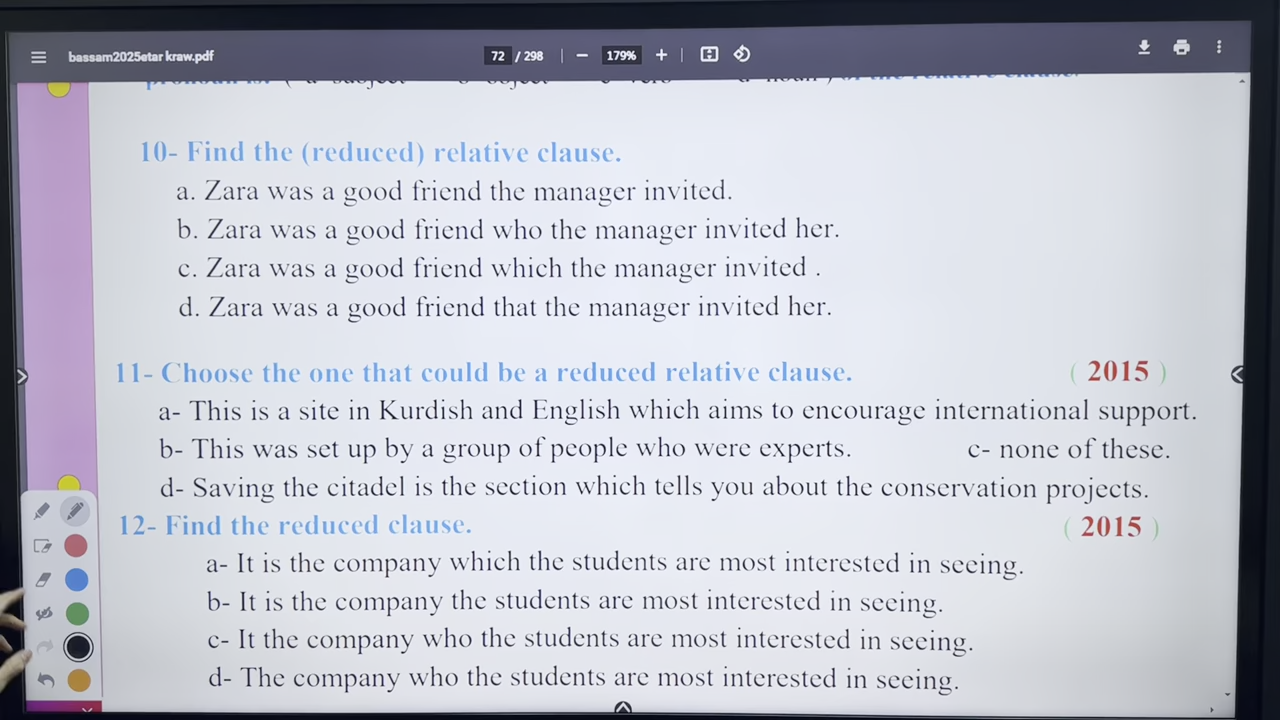 bassam2025etar kraw.pdf
72 / 298
179%
10- Find the (reduced) relative clause.
a. Zara was a good friend the manager invited.
b. Zara was a good friend who the manager invited her.
c. Zara was a good friend which the manager invited .
d. Zara was a good friend that the manager invited her.
11- Choose the one that could be a reduced relative clause. ( 2015 )
a- This is a site in Kurdish and English which aims to encourage international support.
b- This was set up by a group of people who were experts. c- none of these.
d- Saving the citadel is the section which tells you about the conservation projects.
12- Find the reduced clause. ( 2015 )
a- It is the company which the students are most interested in seeing.
b- It is the company the students are most interested in seeing.
c- It the company who the students are most interested in seeing.
d- The company who the students are most interested in seeing.